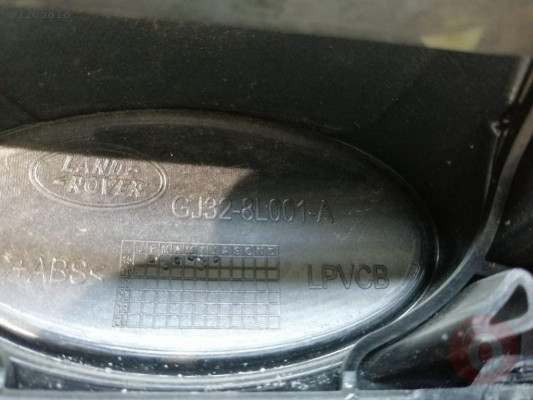 LAND-
-ROVER
GJ32-8L001-A
>ABS<
LPVCB